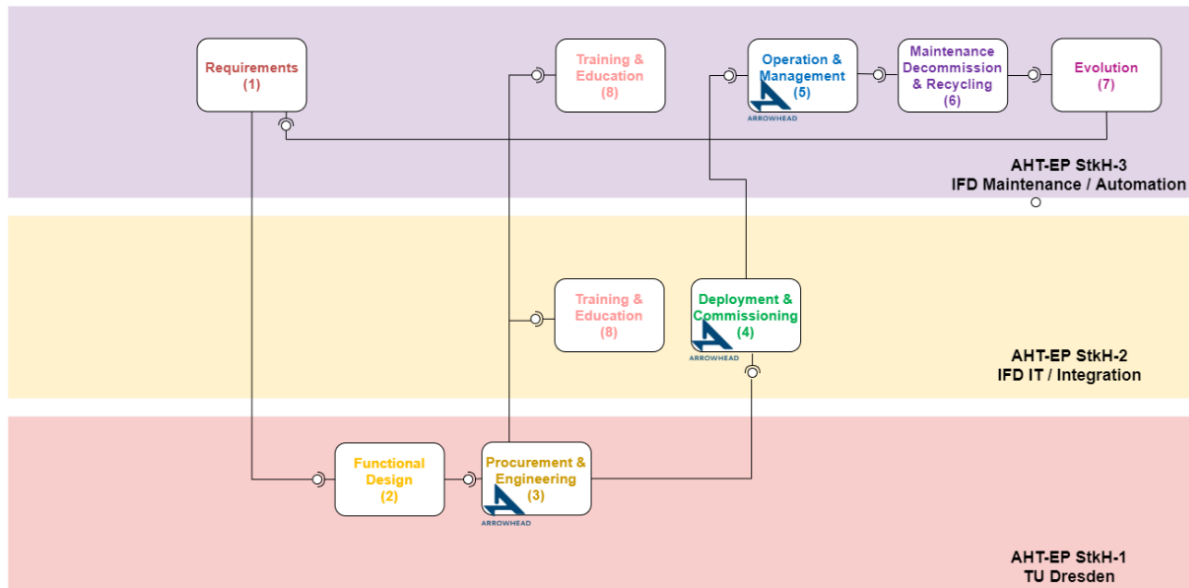 Requirements
(1)
Training &
Education
(8)
Operation &
Management
(5)
ARROWHEAD
Maintenance
Decommission
& Recycling
(6)
Evolution
(7)
AHT-EP StkH-3
IFD Maintenance / Automation
Training &
Education
(8)
Deployment &
Commissioning
(4)
ARROWHEAD
AHT-EP StkH-2
IFD IT / Integration
Functional
Design
(2)
Procurement &
Engineering
(3)
ARROWHEAD
AHT-EP StkH-1
TU Dresden